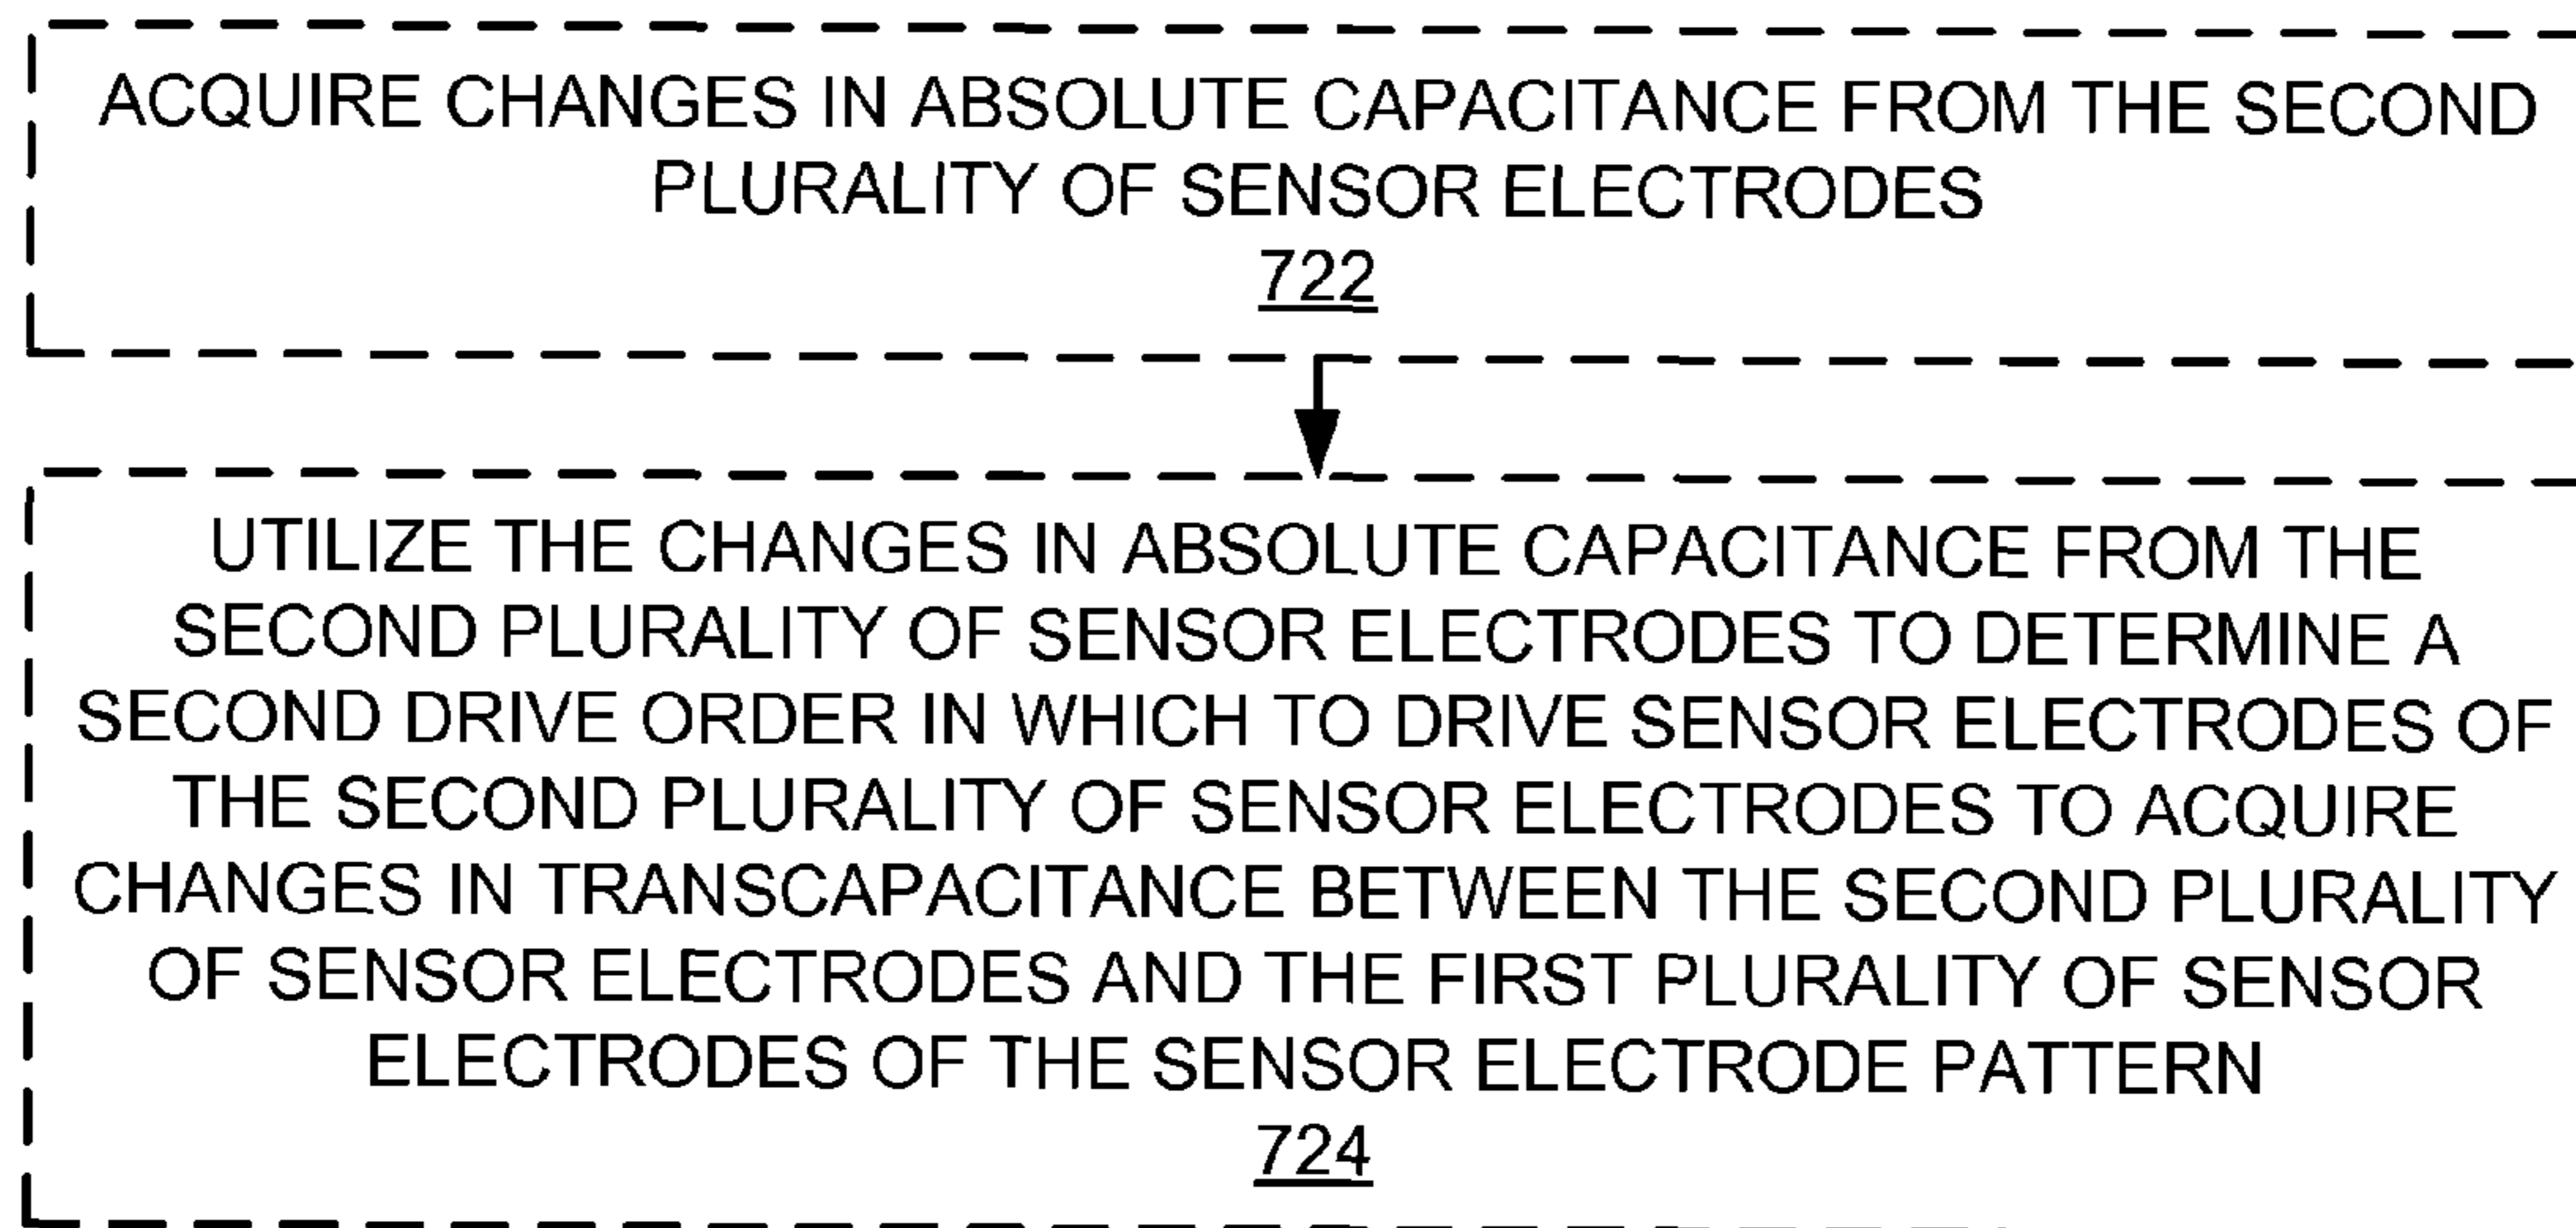 ACQUIRE CHANGES IN ABSOLUTE CAPACITANCE FROM THE SECOND
PLURALITY OF SENSOR ELECTRODES
722
UTILIZE THE CHANGES IN ABSOLUTE CAPACITANCE FROM THE
SECOND PLURALITY OF SENSOR ELECTRODES TO DETERMINE A
SECOND DRIVE ORDER IN WHICH TO DRIVE SENSOR ELECTRODES OF
THE SECOND PLURALITY OF SENSOR ELECTRODES TO ACQUIRE
CHANGES IN TRANSCAPACITANCE BETWEEN THE SECOND PLURALITY
OF SENSOR ELECTRODES AND THE FIRST PLURALITY OF SENSOR
ELECTRODES OF THE SENSOR ELECTRODE PATTERN
724